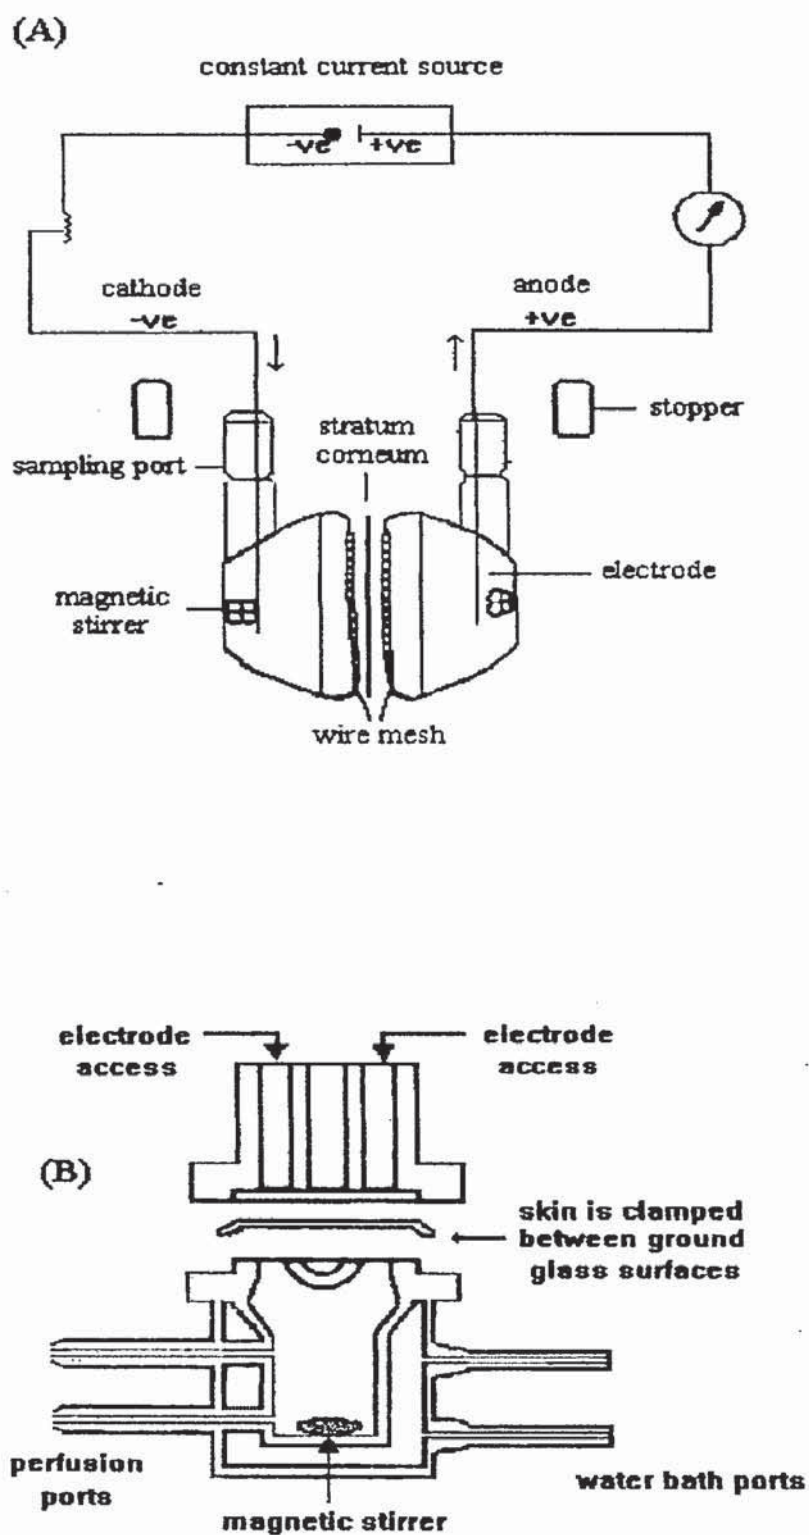 (A)
constant current source
-ve +ve
cathode
-ve
anode
+ve
stopper
stratum
corneum
sampling port
electrode
magnetic
stirrer
wire mesh
electrode
access
electrode
access
(B)
skin is clamped
between ground
glass surfaces
perfusion
ports
water bath ports
magnetic stirrer